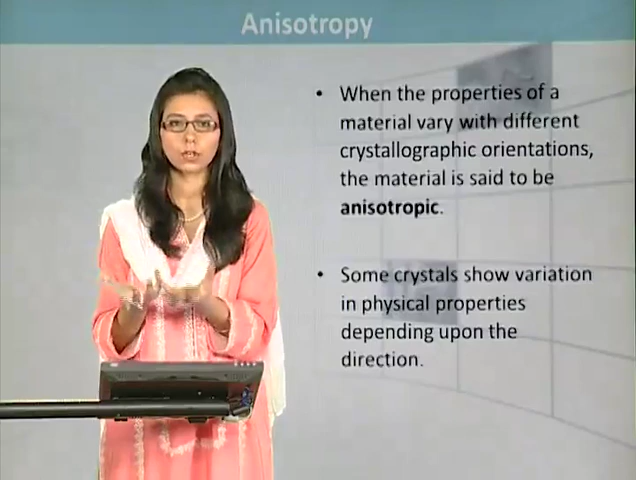 Anisotropy
• When the properties of a
material vary with different
crystallographic orientations,
the material is said to be
anisotropic.
• Some crystals show variation
in physical properties
depending upon the
direction.